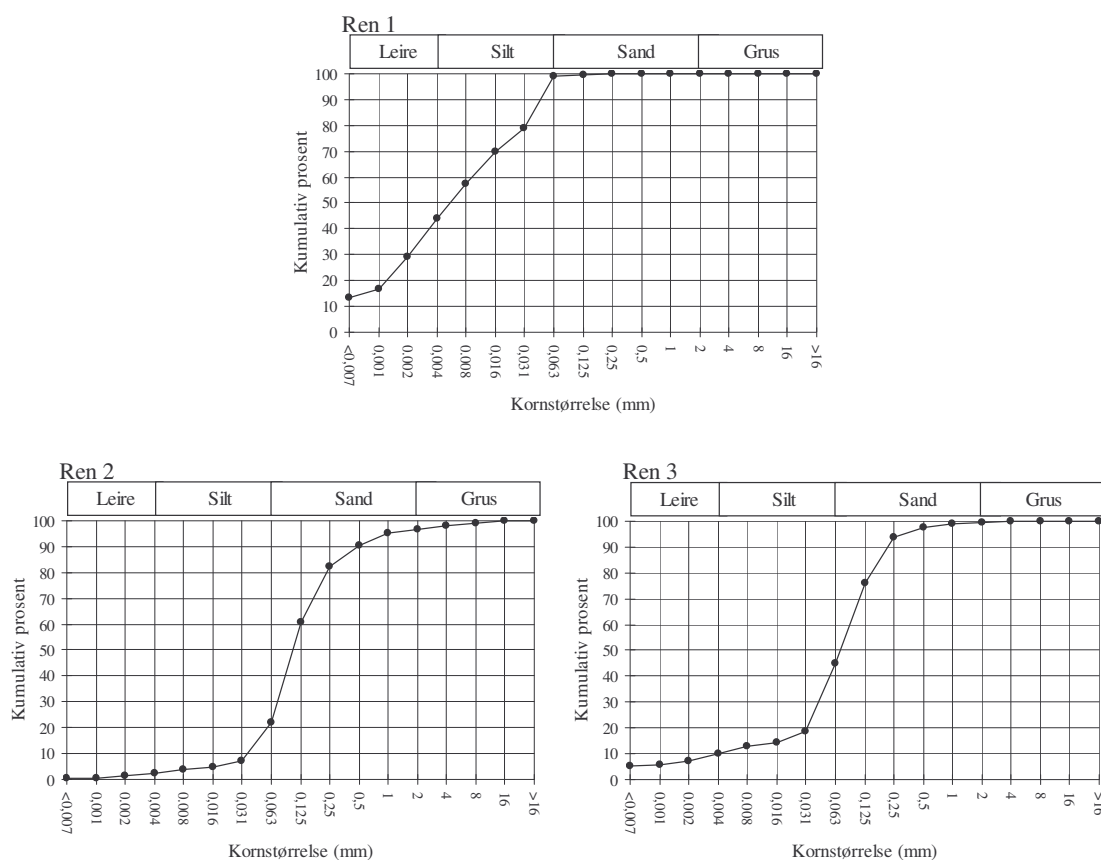 Ren 1
Leire Silt Sand Grus
100
90
80
70
60
50
40
30
20
10
0
Kumulativ prosent
<0,007 0,001 0.002 0,004 0,008 0,016 0,031 0,063 0,125 0,25 0,5 1 2 4 8 16 >16
Kornstørrelse (mm)
Ren 2
Leire Silt Sand Grus
100
90
80
70
60
50
40
30
20
10
0
Kumulativ prosent
<0,007 0,001 0.002 0,004 0,008 0,016 0,031 0,063 0,125 0,25 0,5 1 2 4 8 16 >16
Kornstørrelse (mm)
Ren 3
Leire Silt Sand Grus
100
90
80
70
60
50
40
30
20
10
0
Kumulativ prosent
<0,007 0,001 0.002 0,004 0,008 0,016 0,031 0,063 0,125 0,25 0,5 1 2 4 8 16 >16
Kornstørrelse (mm)